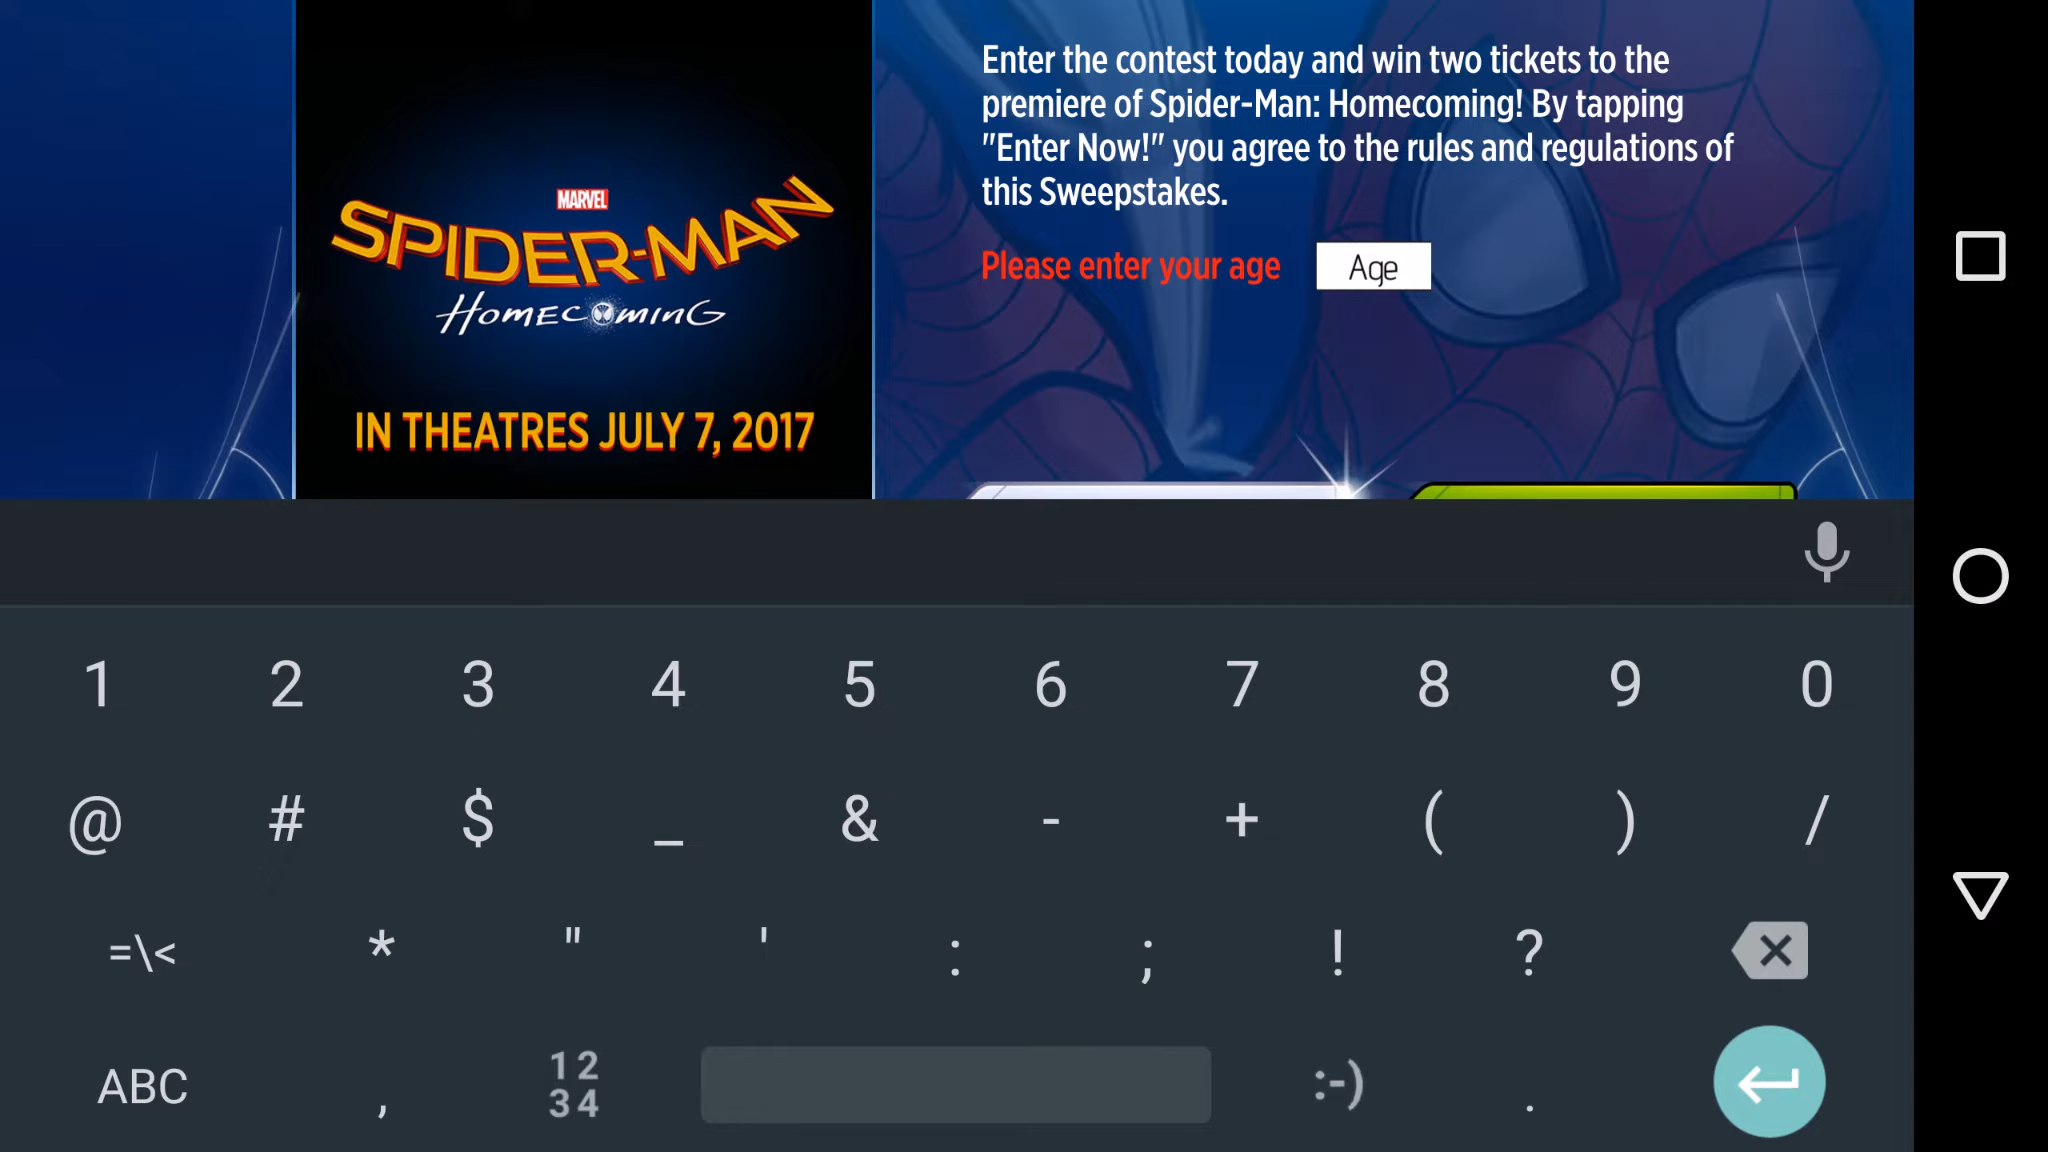 MARVEL
SPIDER-MAN
HOMECOMING
IN THEATRES JULY 7, 2017
Enter the contest today and win two tickets to the
premiere of Spider-Man: Homecoming! By tapping
"Enter Now!" you agree to the rules and regulations of
this Sweepstakes.
Please enter your age
Age
1 2 3 4 5 6 7 8 9 0
@ # $ _ & - + ( ) /
=\< * " ' : ; ! ?
ABC , 12 34 :-) .